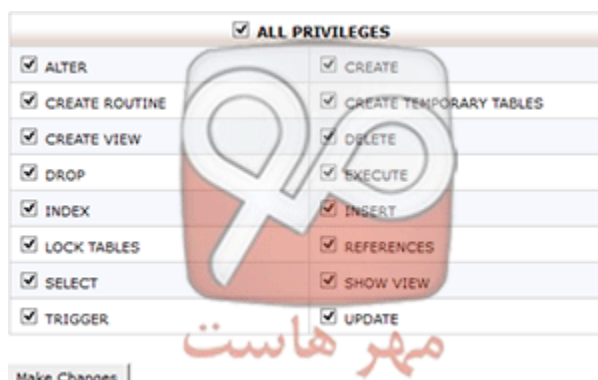 ALL PRIVILEGES
ALTER CREATE
CREATE ROUTINE CREATE TEMPORARY TABLES
CREATE VIEW DELETE
DROP EXECUTE
INDEX INSERT
LOCK TABLES REFERENCES
SELECT SHOW VIEW
TRIGGER UPDATE
مهر هاست
Make Changes